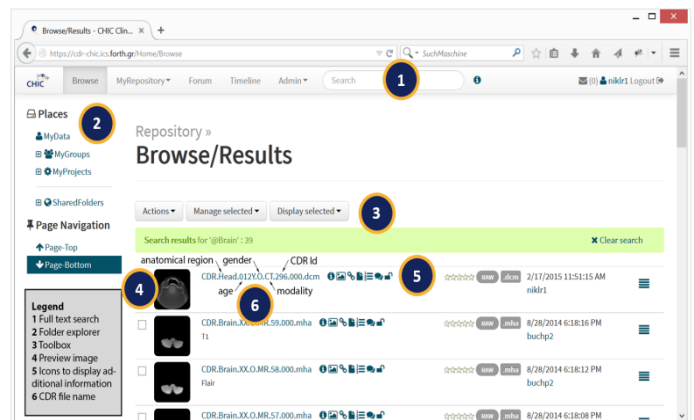 Browse/Results - CHIC Clin... × +
https://cdr-chic.ics.forth.gr/Home/Browse
SuchMaschine
CHIC Browse MyRepository Forum Timeline Admin Search 1 (0) niklr1 Logout
Places
2
MyData
MyGroups
MyProjects
SharedFolders
Page Navigation
Page-Top
Page-Bottom
Repository »
Browse/Results
Actions Manage selected Display selected 3
Search results for '@Brain' : 39 × Clear search
anatomical region gender CDR Id
4 CDR.Head.012Y.O.CT.296.000.dcm 5 RAW .dcm 2/17/2015 11:51:15 AM
age 6 modality niklr1
.MR.59.000.mha RAW .mha 8/28/2014 6:18:16 PM
T1 buchp2
CDR.Brain.XX.O.MR.58.000.mha RAW .mha 8/28/2014 6:18:12 PM
Flair buchp2
CDR.Brain.XX.O.MR.57.000.mha RAW .mha 8/28/2014 6:18:08 PM
Legend
1 Full text search
2 Folder explorer
3 Toolbox
4 Preview image
5 Icons to display ad-
ditional information
6 CDR file name